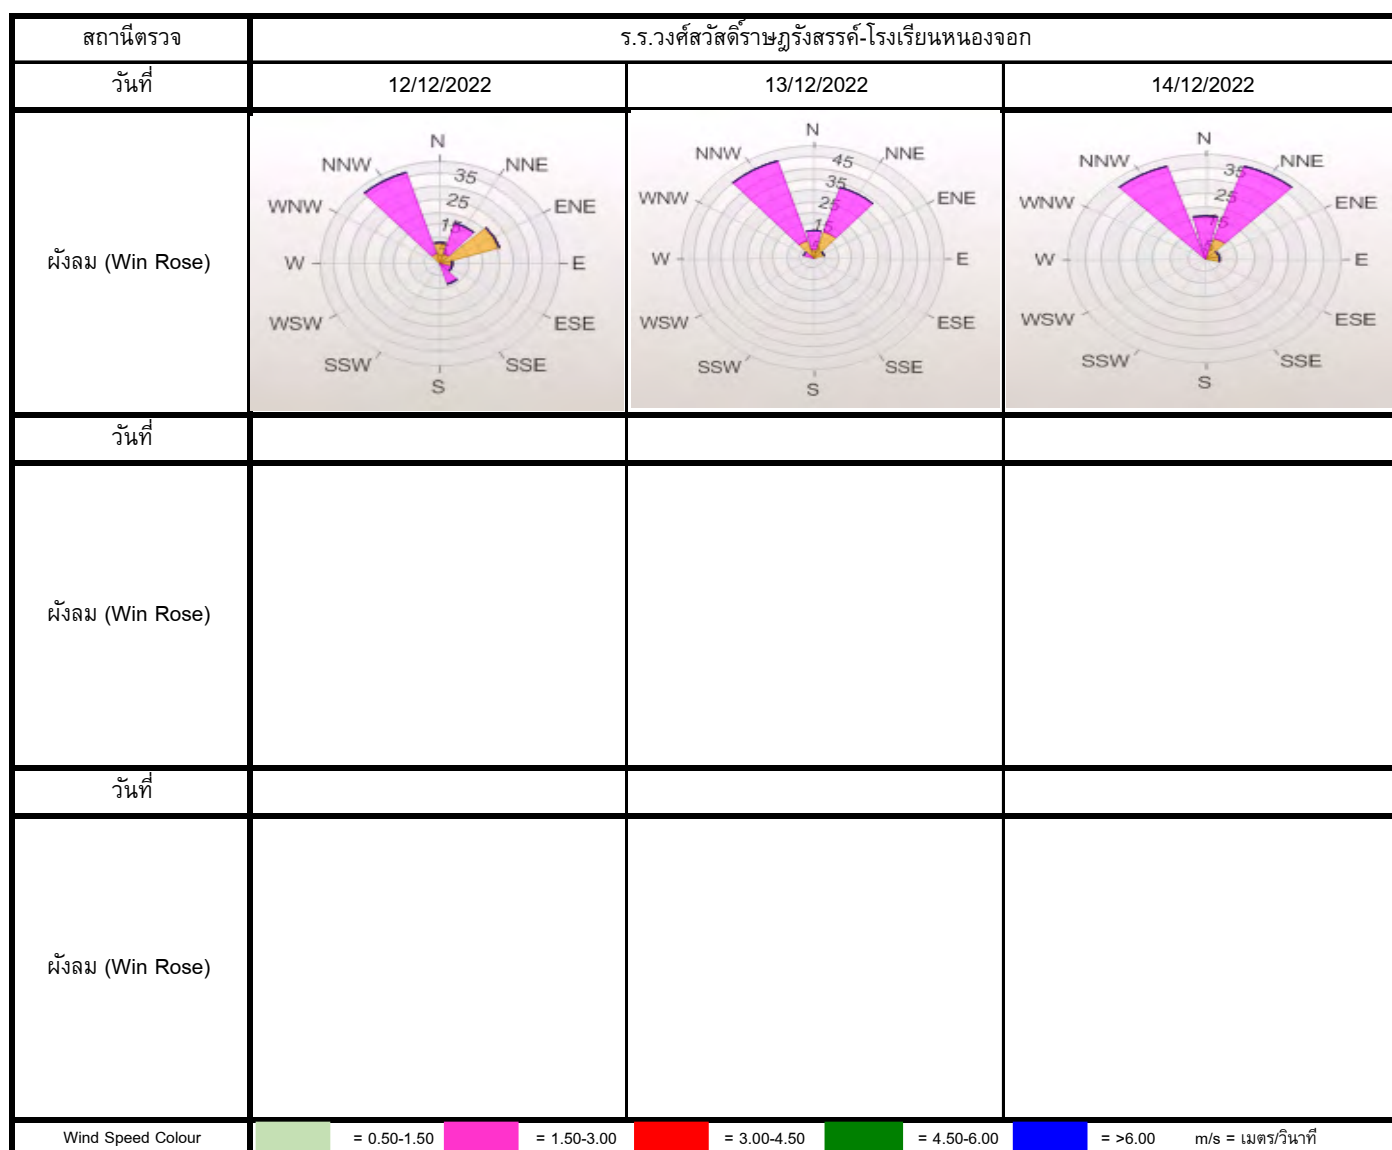 สถานีตรวจ ร.ร.วงศ์สวัสดิ์ราษฎรังสรรค์-โรงเรียนหนองจอก
วันที่ 12/12/2022 13/12/2022 14/12/2022
ผังลม (Win Rose)
N NNE ENE E ESE SSE S SSW WSW W WNW NNW 35 25 15
N NNE ENE E ESE SSE S SSW WSW W WNW NNW 45 35 25 15 5
N NNE ENE E ESE SSE S SSW WSW W WNW NNW 35 25 15 5
วันที่
ผังลม (Win Rose)
วันที่
ผังลม (Win Rose)
Wind Speed Colour = 0.50-1.50 = 1.50-3.00 = 3.00-4.50 = 4.50-6.00 = >6.00 m/s = เมตร/วินาที